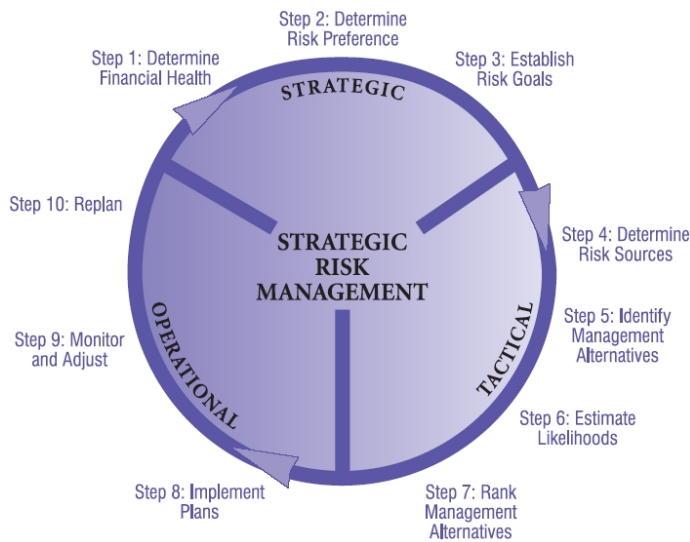 Step 2: Determine
Risk Preference
Step 1: Determine
Financial Health
Step 3: Establish
Risk Goals
STRATEGIC
Step 10: Replan
STRATEGIC
RISK
MANAGEMENT
Step 4: Determine
Risk Sources
Step 5: Identify
Management
Alternatives
OPERATIONAL
TACTICAL
Step 9: Monitor
and Adjust
Step 6: Estimate
Likelihoods
Step 8: Implement
Plans
Step 7: Rank
Management
Alternatives